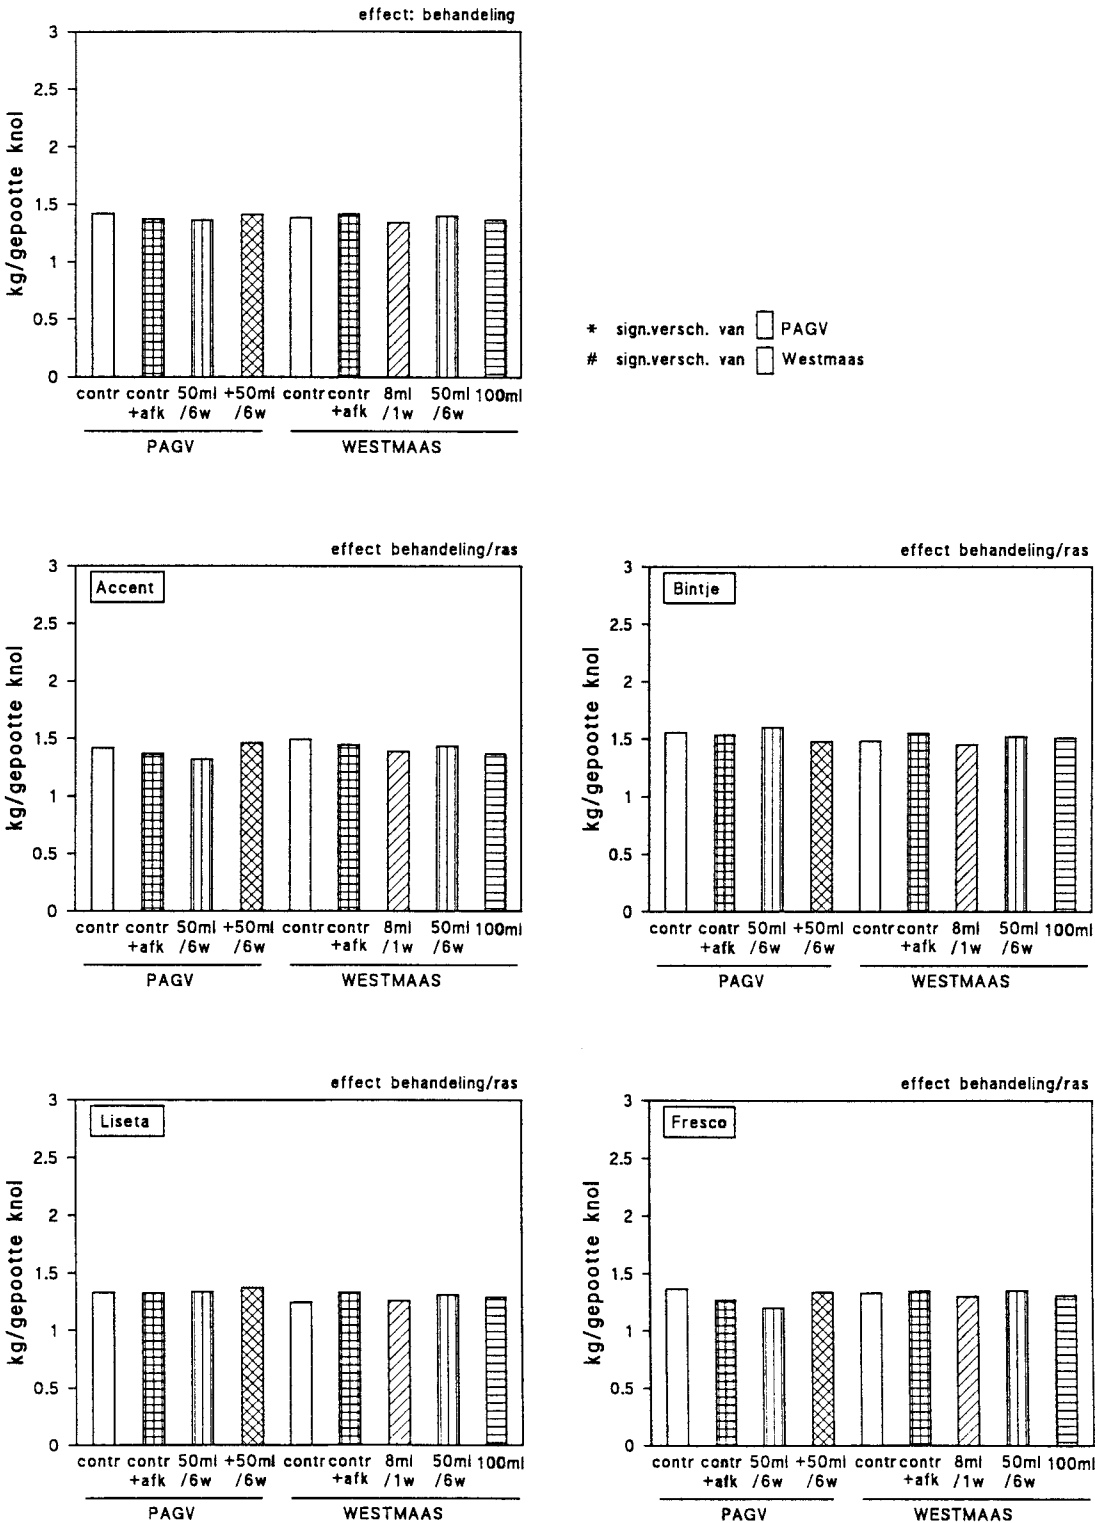 effect: behandeling
3
2.5
2
1.5
1
0.5
0
kg/gepootte knol
contr contr 50ml +50ml contr contr 8ml 50ml 100ml
+afk /6w /6w +afk /1w /6w
PAGV WESTMAAS
* sign.versch. van PAGV
# sign.versch. van Westmaas
effect behandeling/ras
Accent
3
2.5
2
1.5
1
0.5
0
kg/gepootte knol
contr contr 50ml +50ml contr contr 8ml 50ml 100ml
+afk /6w /6w +afk /1w /6w
PAGV WESTMAAS
effect behandeling/ras
Bintje
3
2.5
2
1.5
1
0.5
0
kg/gepootte knol
contr contr 50ml +50ml contr contr 8ml 50ml 100ml
+afk /6w /6w +afk /1w /6w
PAGV WESTMAAS
effect behandeling/ras
Liseta
3
2.5
2
1.5
1
0.5
0
kg/gepootte knol
contr contr 50ml +50ml contr contr 8ml 50ml 100ml
+afk /6w /6w +afk /1w /6w
PAGV WESTMAAS
effect behandeling/ras
Fresco
3
2.5
2
1.5
1
0.5
0
kg/gepootte knol
contr contr 50ml +50ml contr contr 8ml 50ml 100ml
+afk /6w /6w +afk /1w /6w
PAGV WESTMAAS